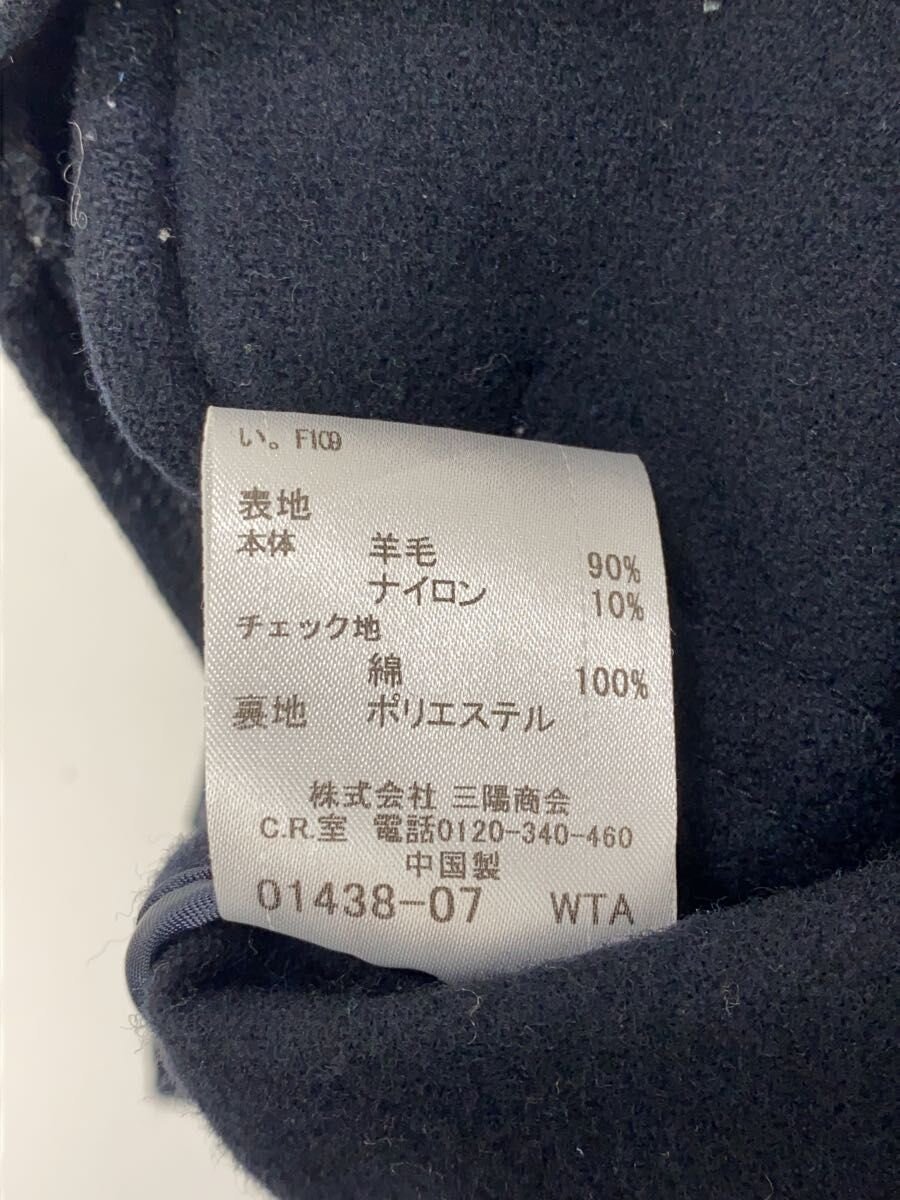 い。F109
表地
本体 羊毛 90%
ナイロン 10%
チェック地
綿 100%
裏地 ポリエステル
株式会社 三陽商会
C.R.室 電話0120-340-460
中国製
01438-07 WTA